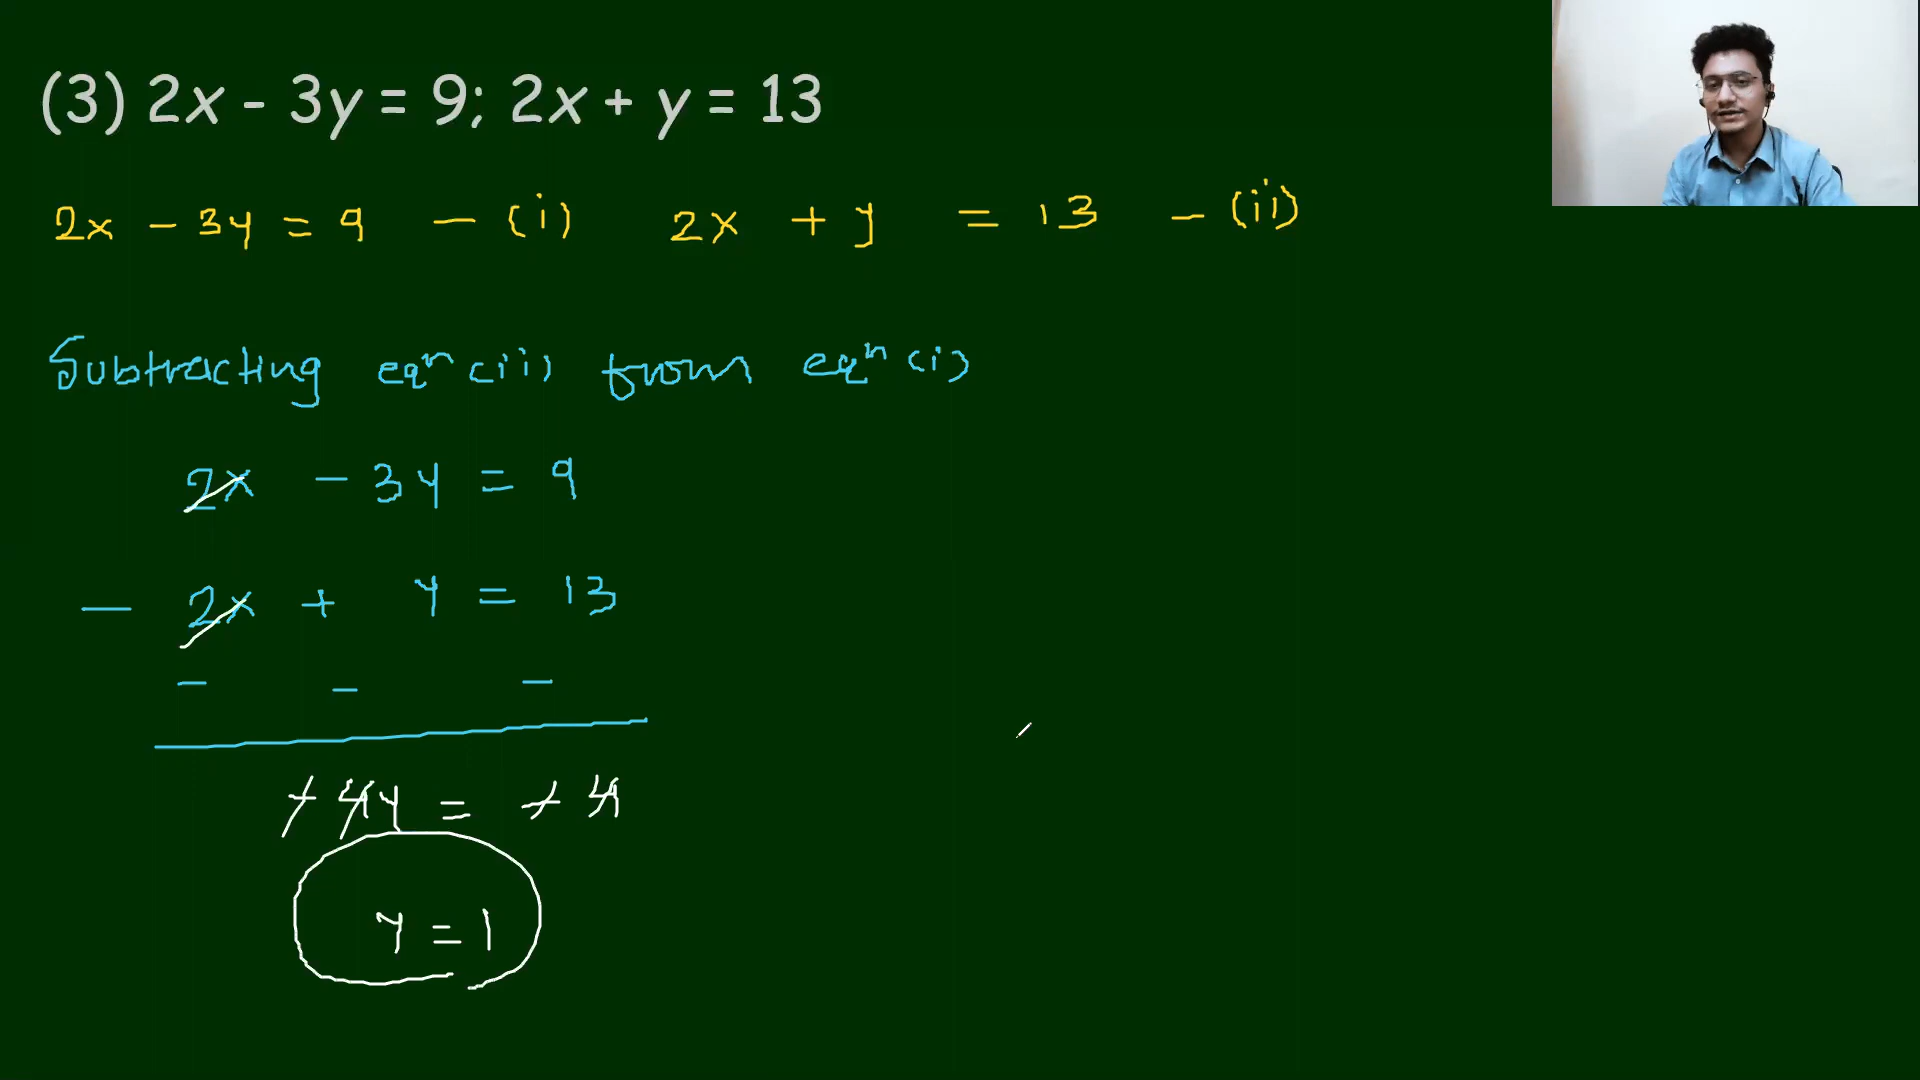 (3) 2x - 3y = 9; 2x + y = 13
2x - 3y = 9 - (i) 2x + y = 13 - (ii)
Subtracting eqⁿ (ii) from eqⁿ (i)
2x - 3y = 9
- 2x + y = 13
- - -
-4y = -4
y = 1